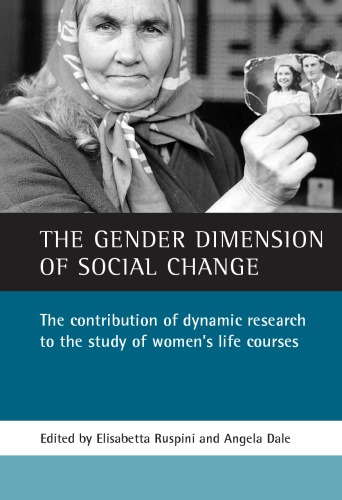 THE GENDER DIMENSION
OF SOCIAL CHANGE
The contribution of dynamic research
to the study of women's life courses
Edited by Elisabetta Ruspini and Angela Dale